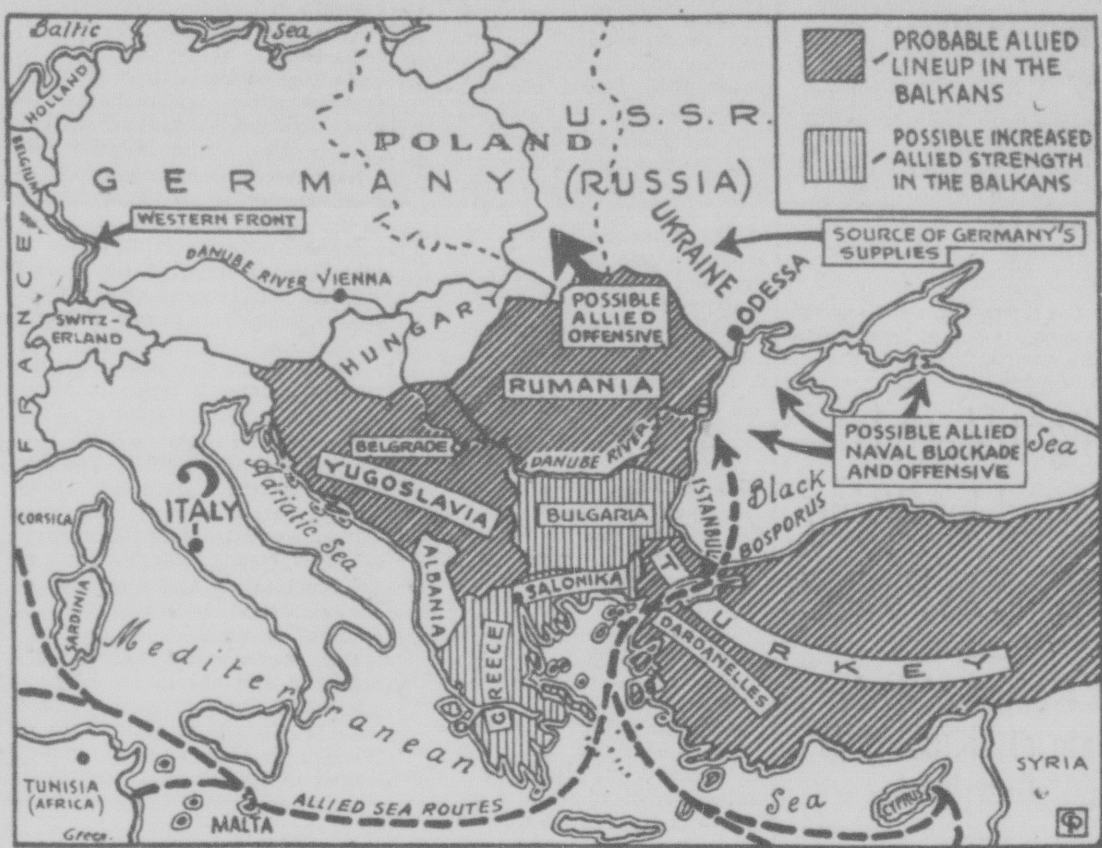 Baltic
Sea
HOLLAND
BELGIUM
GERMANY
POLAND
U.S.S.R.
(RUSSIA)
PROBABLE ALLIED
LINEUP IN THE
BALKANS
POSSIBLE INCREASED
ALLIED STRENGTH
IN THE BALKANS
WESTERN FRONT
FRANCE
SWITZ-
ERLAND
DANUBE RIVER
VIENNA
HUNGARY
UKRAINE
SOURCE OF GERMANY'S
SUPPLIES
ODESSA
POSSIBLE
ALLIED
OFFENSIVE
RUMANIA
BELGRADE
YUGOSLAVIA
DANUBE RIVER
BULGARIA
POSSIBLE ALLIED
NAVAL BLOCKADE
AND OFFENSIVE
Black
Sea
ISTANBUL
BOSPORUS
Adriatic Sea
CORSICA
ITALY
?
SARDINIA
ALBANIA
SALONIKA
GREECE
DARDANELLES
TURKEY
Mediterranean
Sea
TUNISIA
(AFRICA)
MALTA
ALLIED SEA ROUTES
CYPRUS
SYRIA
CP